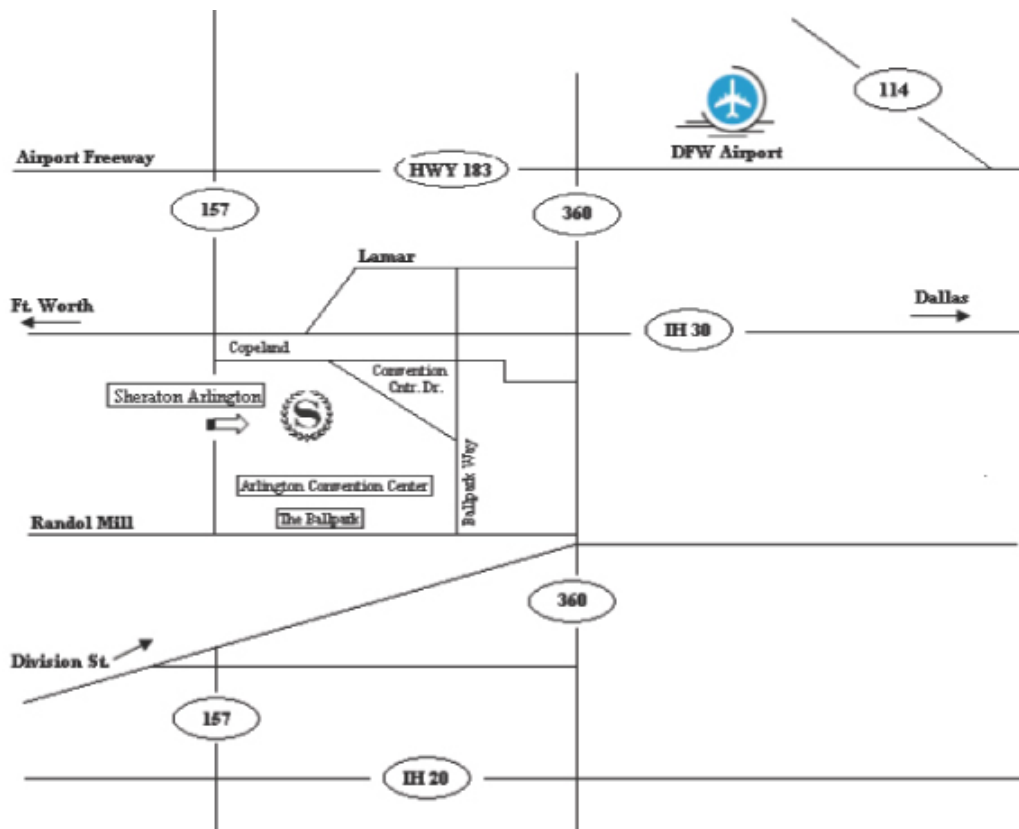 114
DFW Airport
Airport Freeway
HWY 183
157
360
Lamar
Ft. Worth
Dallas
IH 30
Copeland
Convention
Cntr. Dr.
Sheraton Arlington
S
Ballpark Way
Arlington Convention Center
The Ballpark
Randol Mill
360
Division St.
157
IH 20